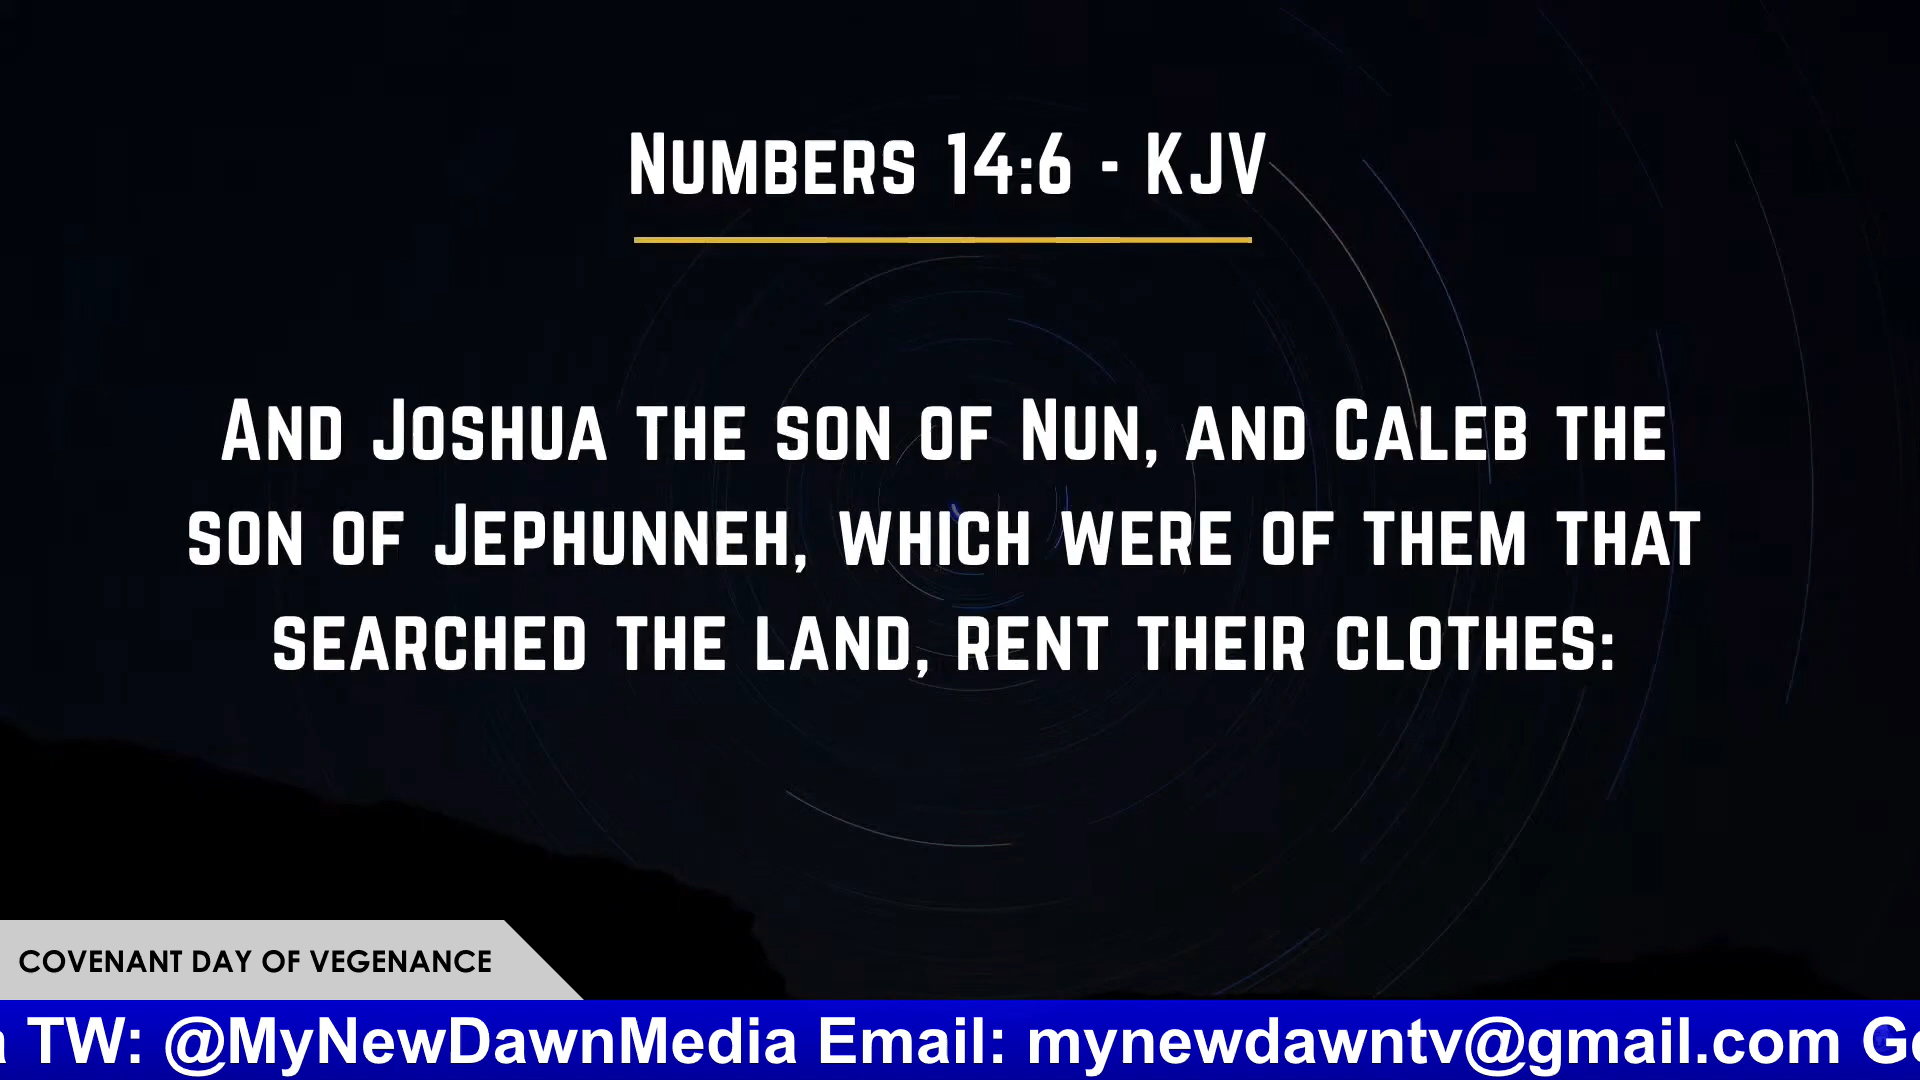 Numbers 14:6 - KJV
And Joshua the son of Nun, and Caleb the
son of Jephunneh, which were of them that
searched the land, rent their clothes:
COVENANT DAY OF VEGENANCE
TW: @MyNewDawnMedia Email: mynewdawntv@gmail.com